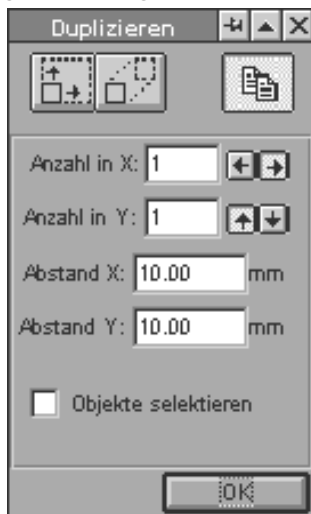 Duplizieren
Anzahl in X: 1
Anzahl in Y: 1
Abstand X: 10.00 mm
Abstand Y: 10.00 mm
Objekte selektieren
OK